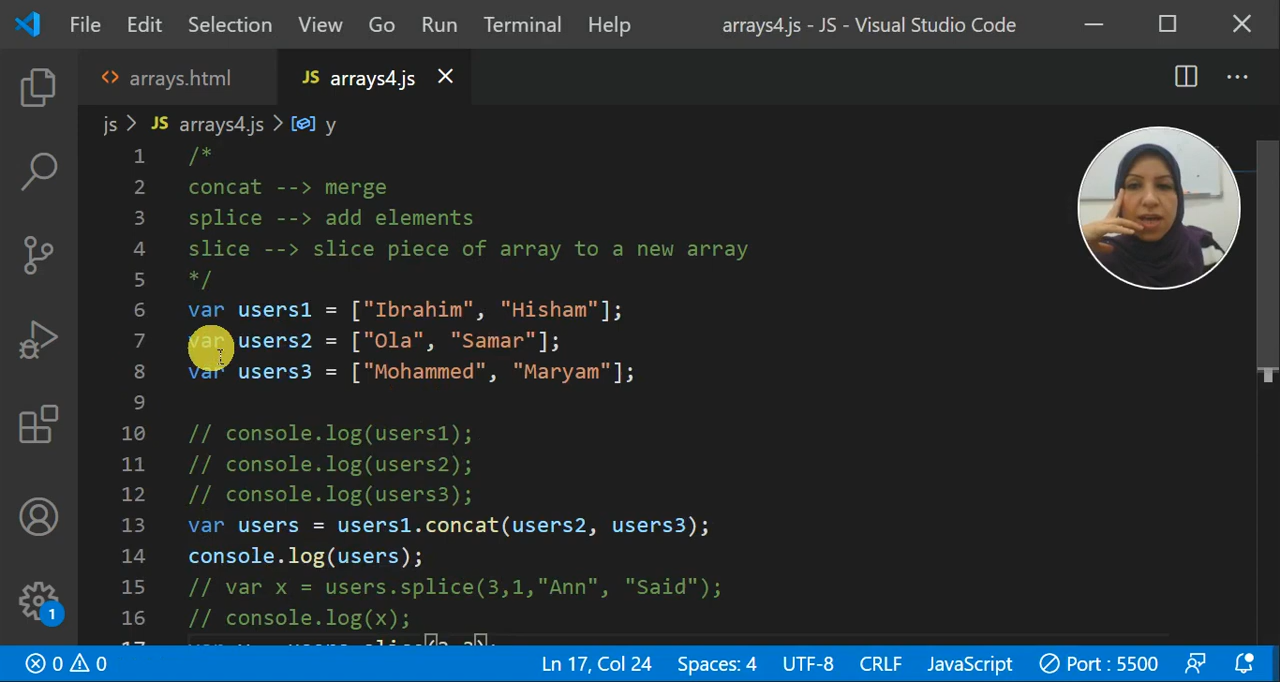 File Edit Selection View Go Run Terminal Help arrays4.js - JS - Visual Studio Code
arrays.html JS arrays4.js
js > JS arrays4.js > y
1 /*
2 concat --> merge
3 splice --> add elements
4 slice --> slice piece of array to a new array
5 */
6 var users1 = ["Ibrahim", "Hisham"];
7 var users2 = ["Ola", "Samar"];
8 var users3 = ["Mohammed", "Maryam"];
9
10 // console.log(users1);
11 // console.log(users2);
12 // console.log(users3);
13 var users = users1.concat(users2, users3);
14 console.log(users);
15 // var x = users.splice(3,1,"Ann", "Said");
16 // console.log(x);
1
0 0 Ln 17, Col 24 Spaces: 4 UTF-8 CRLF JavaScript Port : 5500